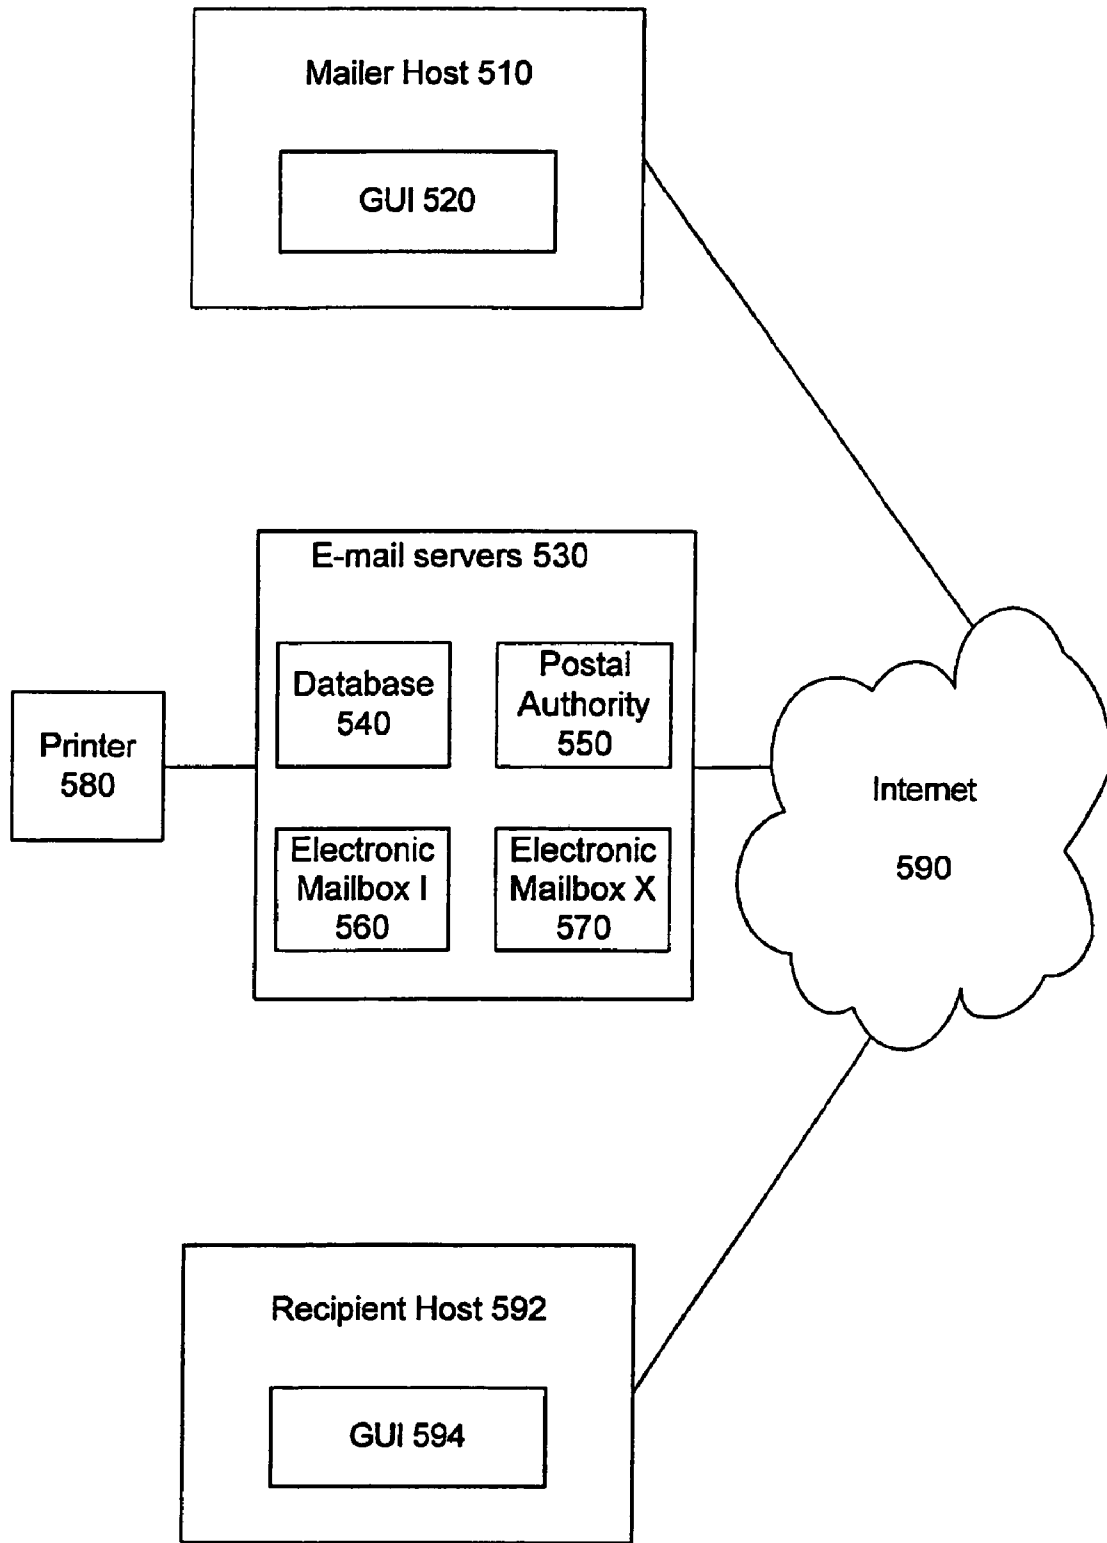 Mailer Host 510
GUI 520
E-mail servers 530
Database
540
Postal
Authority
550
Printer
580
Electronic
Mailbox I
560
Electronic
Mailbox X
570
Internet
590
Recipient Host 592
GUI 594